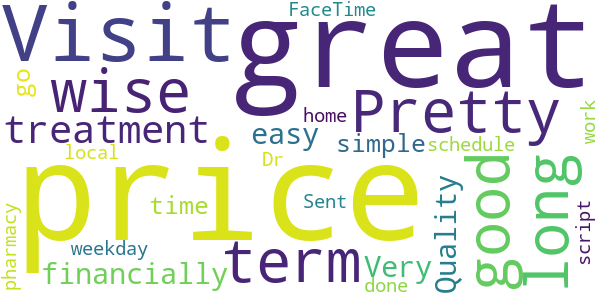 FaceTime
Visit great
go wise home Pretty
treatment easy simple work
local Dr schedule
price time Sent
good long
Quality script
pharmacy weekday term Very
financially done